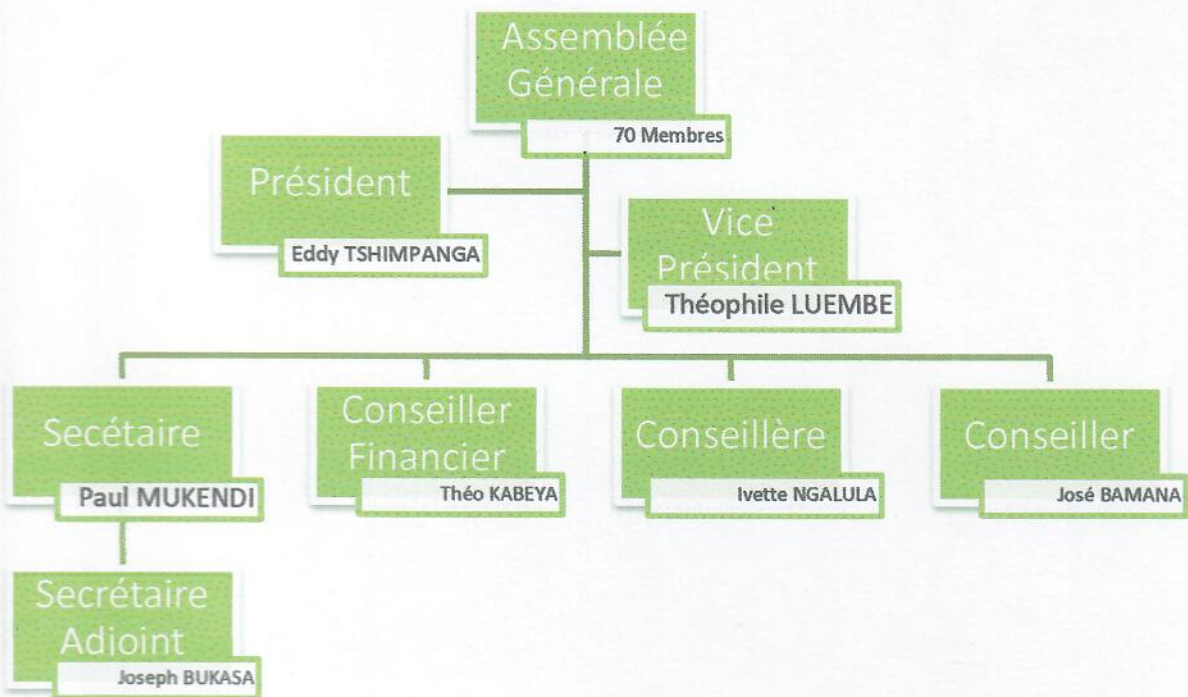 Assemblée
Générale
70 Membres
Président
Eddy TSHIMPANGA
Vice
Président
Théophile LUEMBE
Secétaire
Paul MUKENDI
Conseiller
Financier
Théo KABEYA
Conseillère
Ivette NGALULA
Conseiller
José BAMANA
Secrétaire
Adjoint
Joseph BUKASA